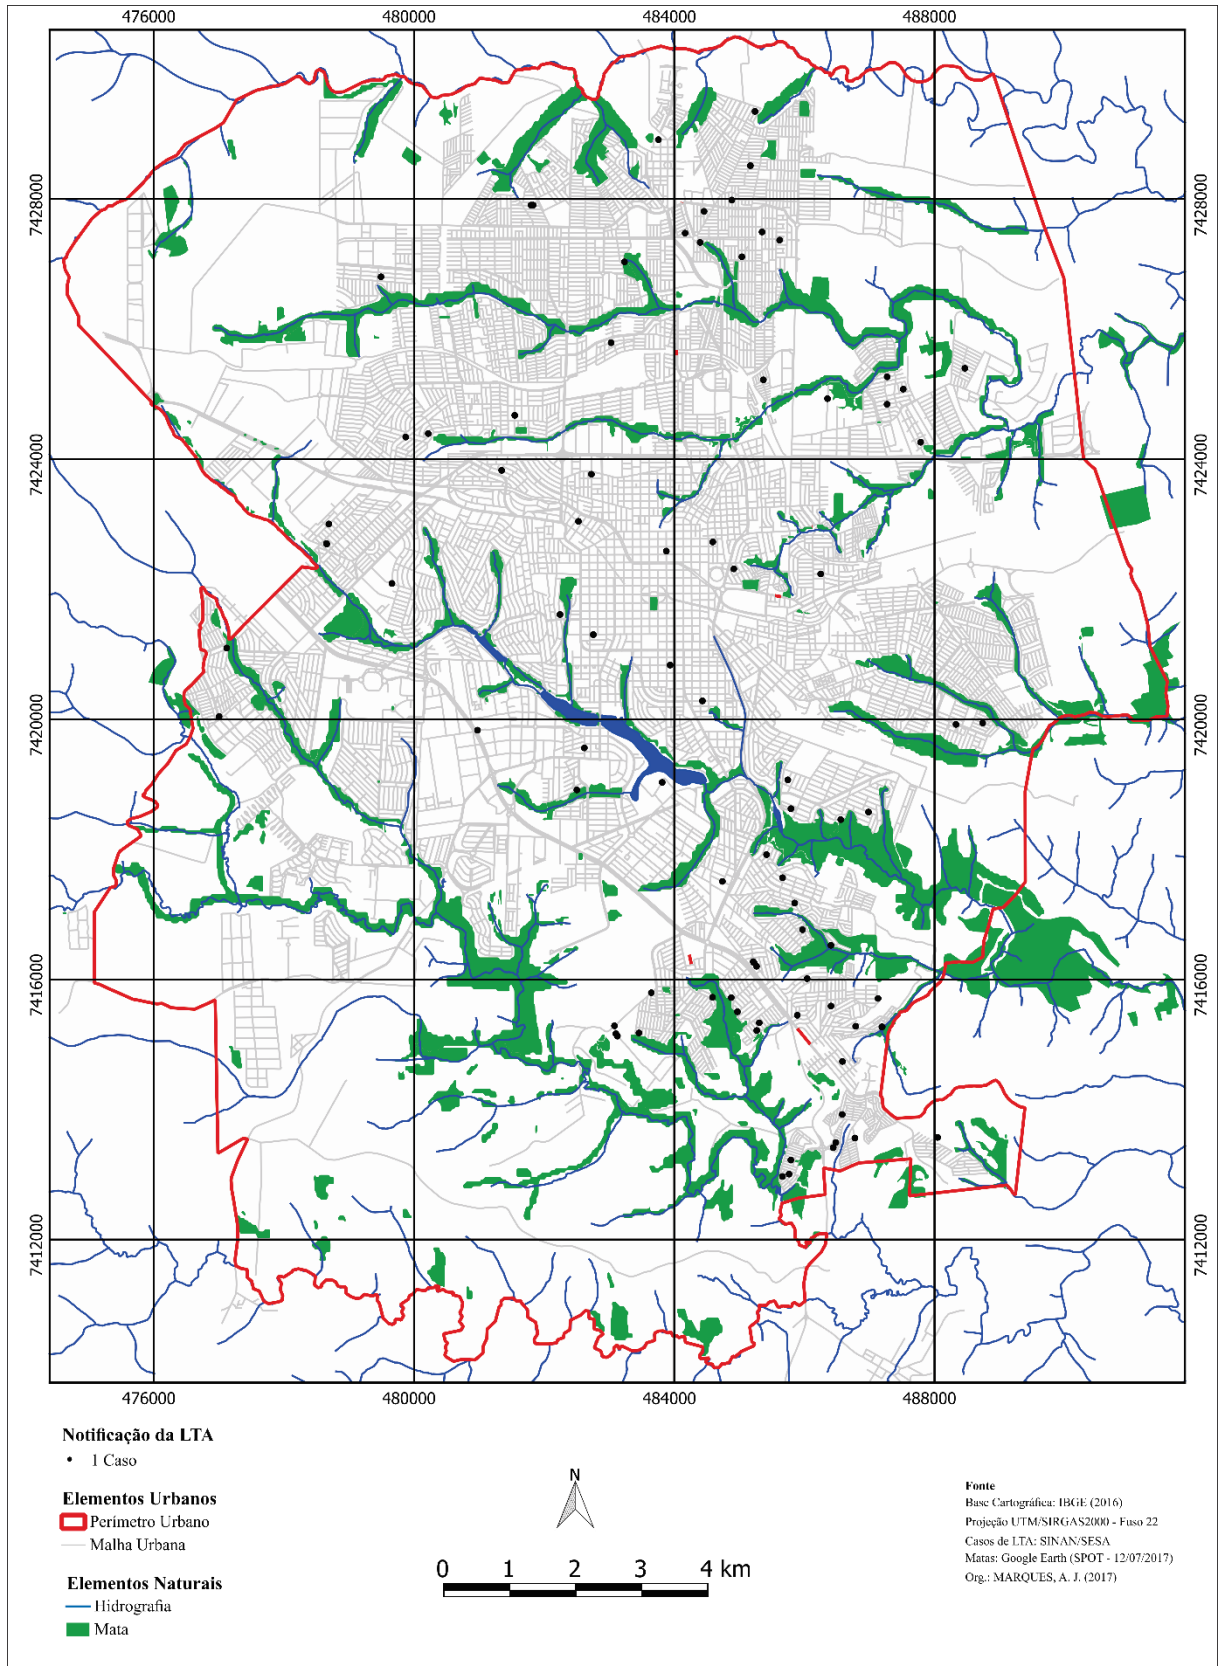 476000 480000 484000 488000
7428000 7428000
7424000 7424000
7420000 7420000
7416000 7416000
7412000 7412000
476000 480000 484000 488000
Notificação da LTA
1 Caso
Elementos Urbanos
Perímetro Urbano
Malha Urbana
Elementos Naturais
Hidrografia
Mata
N
0 1 2 3 4 km
Fonte
Base Cartográfica: IBGE (2016)
Projeção UTM/SIRGAS2000 - Fuso 22
Casos de LTA: SINAN/SESA
Matas: Google Earth (SPOT - 12/07/2017)
Org.: MARQUES, A. J. (2017)